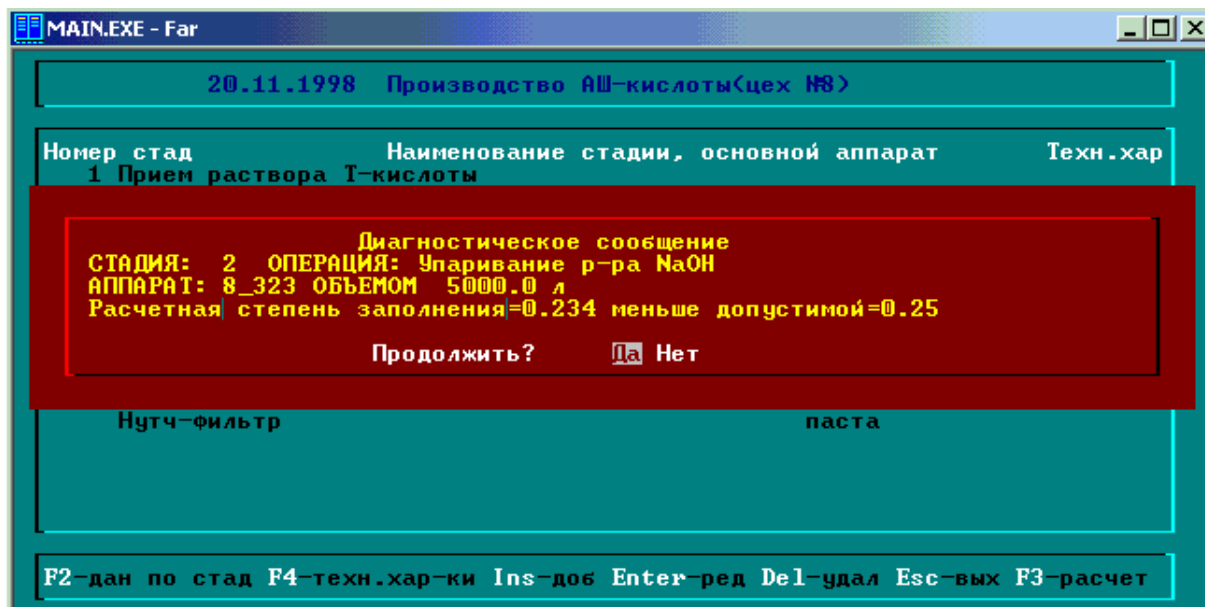 MAIN.EXE - Far
20.11.1998 Производство АШ-кислоты(цех №8)
Номер стад Наименование стадии, основной аппарат Техн.хар
1 Прием раствора Т-кислоты
Диагностическое сообщение
СТАДИЯ: 2 ОПЕРАЦИЯ: Упаривание р-ра NaOH
АППАРАТ: 8_323 ОБЪЕМОМ 5000.0 л
Расчетная степень заполнения=0.234 меньше допустимой=0.25
Продолжить? Да Нет
Нутч-фильтр паста
F2-дан по стад F4-техн.хар-ки Ins-доб Enter-ред Del-удал Esc-вых F3-расчет